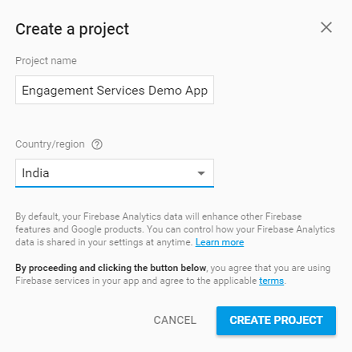 Create a project
Project name
Engagement Services Demo App
Country/region
India
By default, your Firebase Analytics data will enhance other Firebase
features and Google products. You can control how your Firebase Analytics
data is shared in your settings at anytime. Learn more
By proceeding and clicking the button below, you agree that you are using
Firebase services in your app and agree to the applicable terms.
CANCEL
CREATE PROJECT